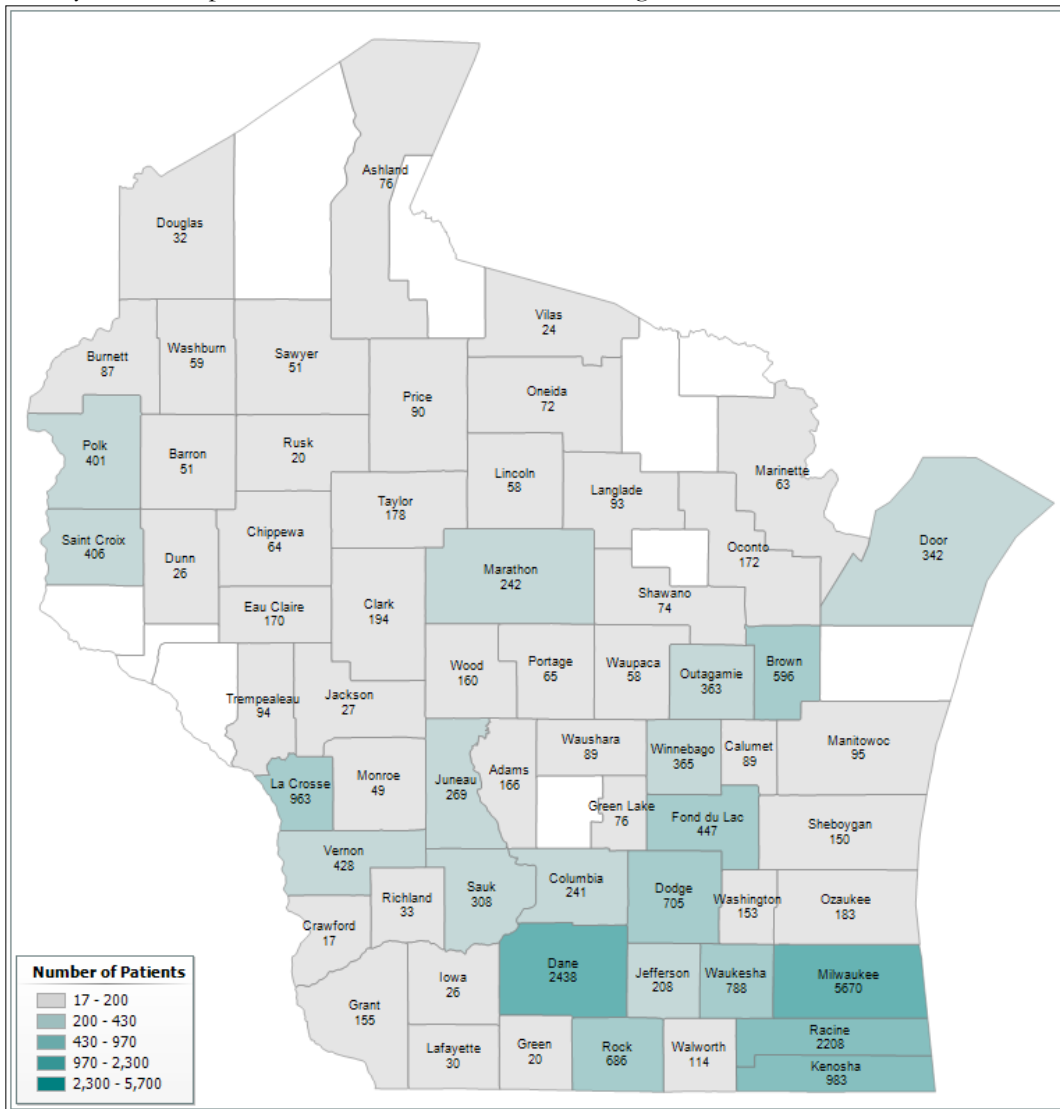 Ashland
76
Douglas
32
Vilas
24
Burnett
87
Washburn
59
Sawyer
51
Price
90
Oneida
72
Polk
401
Barron
51
Rusk
20
Lincoln
58
Langlade
93
Marinette
63
Taylor
178
Saint Croix
406
Dunn
26
Chippewa
64
Marathon
242
Oconto
172
Door
342
Eau Claire
170
Clark
194
Shawano
74
Wood
160
Portage
65
Waupaca
58
Outagamie
363
Brown
596
Trempealeau
94
Jackson
27
Waushara
89
Winnebago
365
Calumet
89
Manitowoc
95
La Crosse
963
Monroe
49
Juneau
269
Adams
166
Green Lake
76
Fond du Lac
447
Sheboygan
150
Vernon
428
Richland
33
Sauk
308
Columbia
241
Dodge
705
Washington
153
Ozaukee
183
Crawford
17
Iowa
26
Dane
2438
Jefferson
208
Waukesha
788
Milwaukee
5670
Grant
155
Lafayette
30
Green
20
Rock
686
Walworth
114
Racine
2208
Kenosha
983
Number of Patients
17 - 200
200 - 430
430 - 970
970 - 2,300
2,300 - 5,700